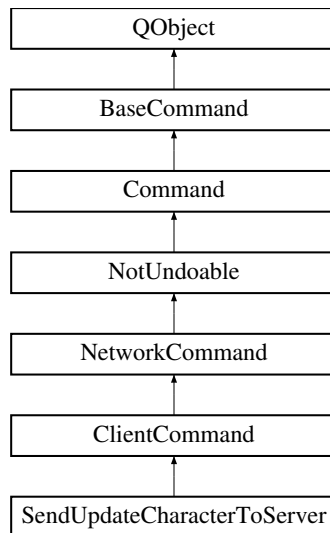 QObject
BaseCommand
Command
NotUndoable
NetworkCommand
ClientCommand
SendUpdateCharacterToServer